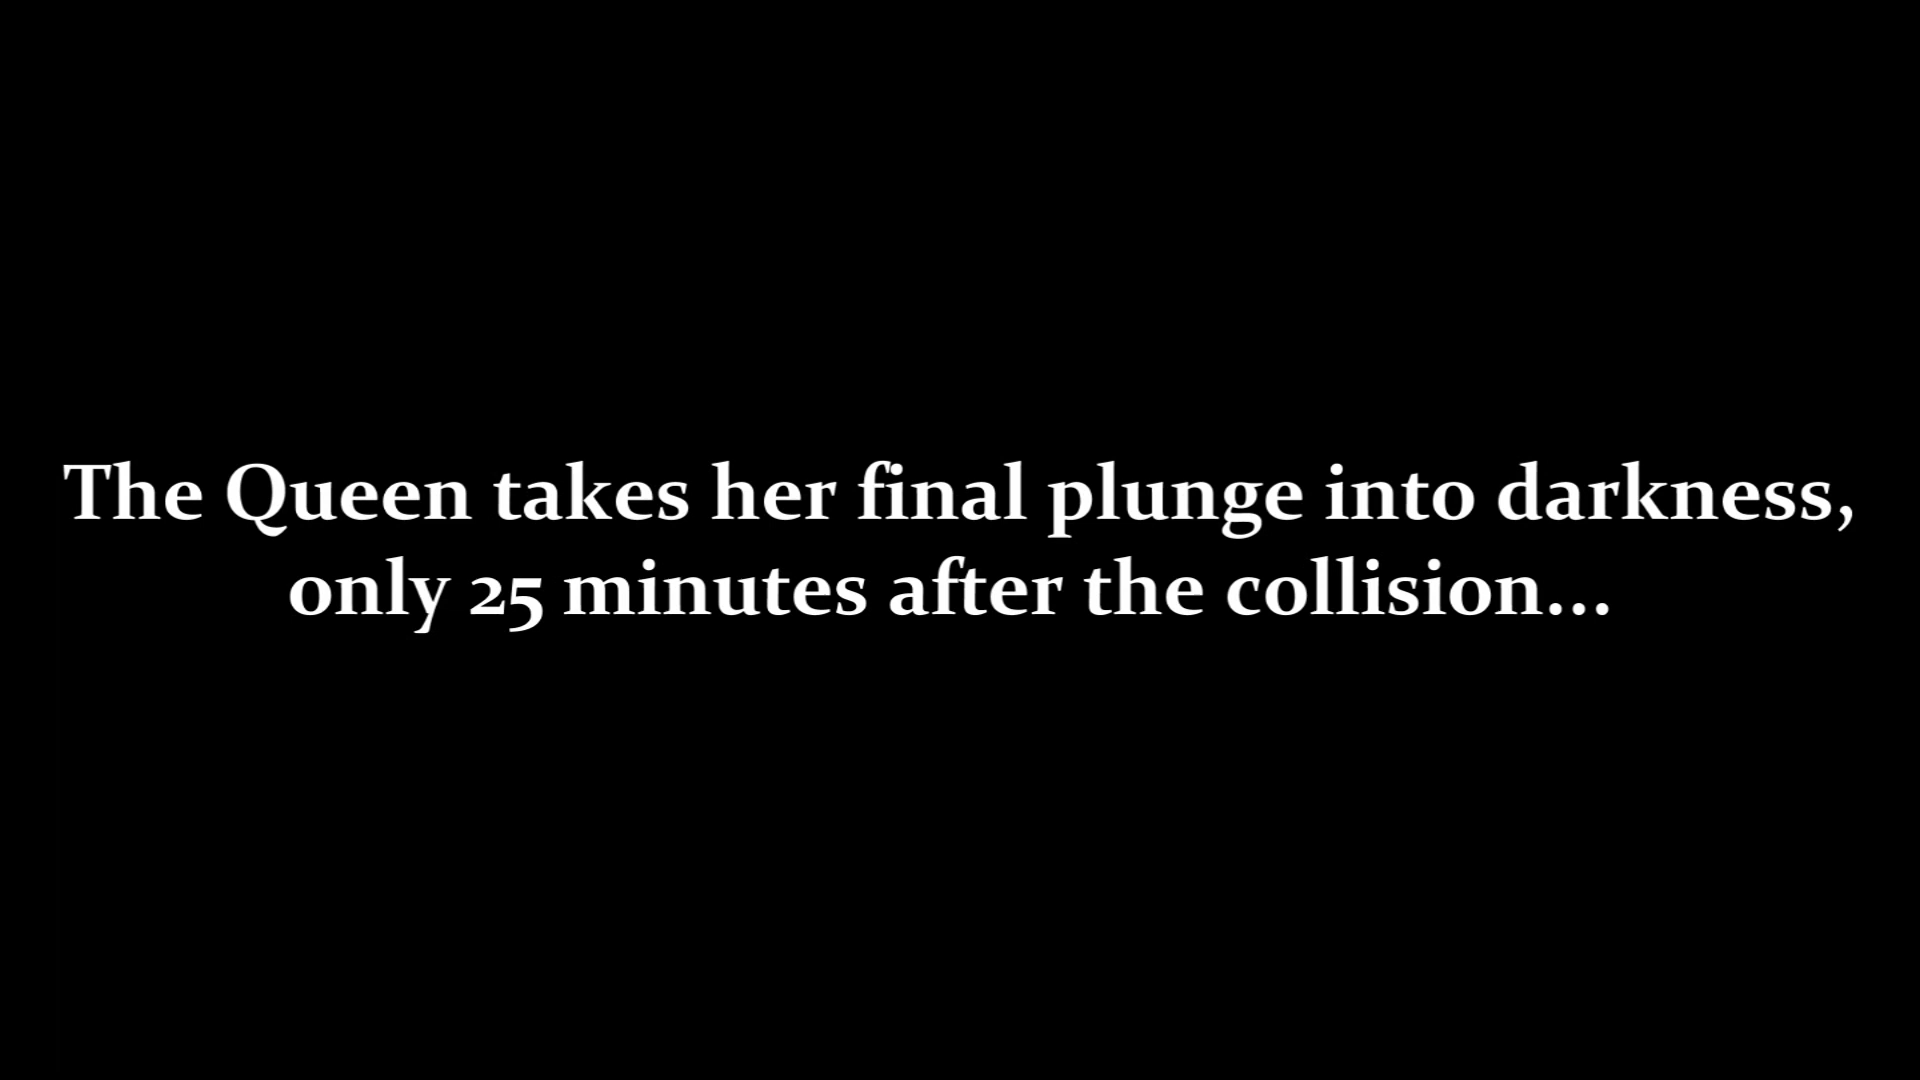 The Queen takes her final plunge into darkness,
only 25 minutes after the collision...